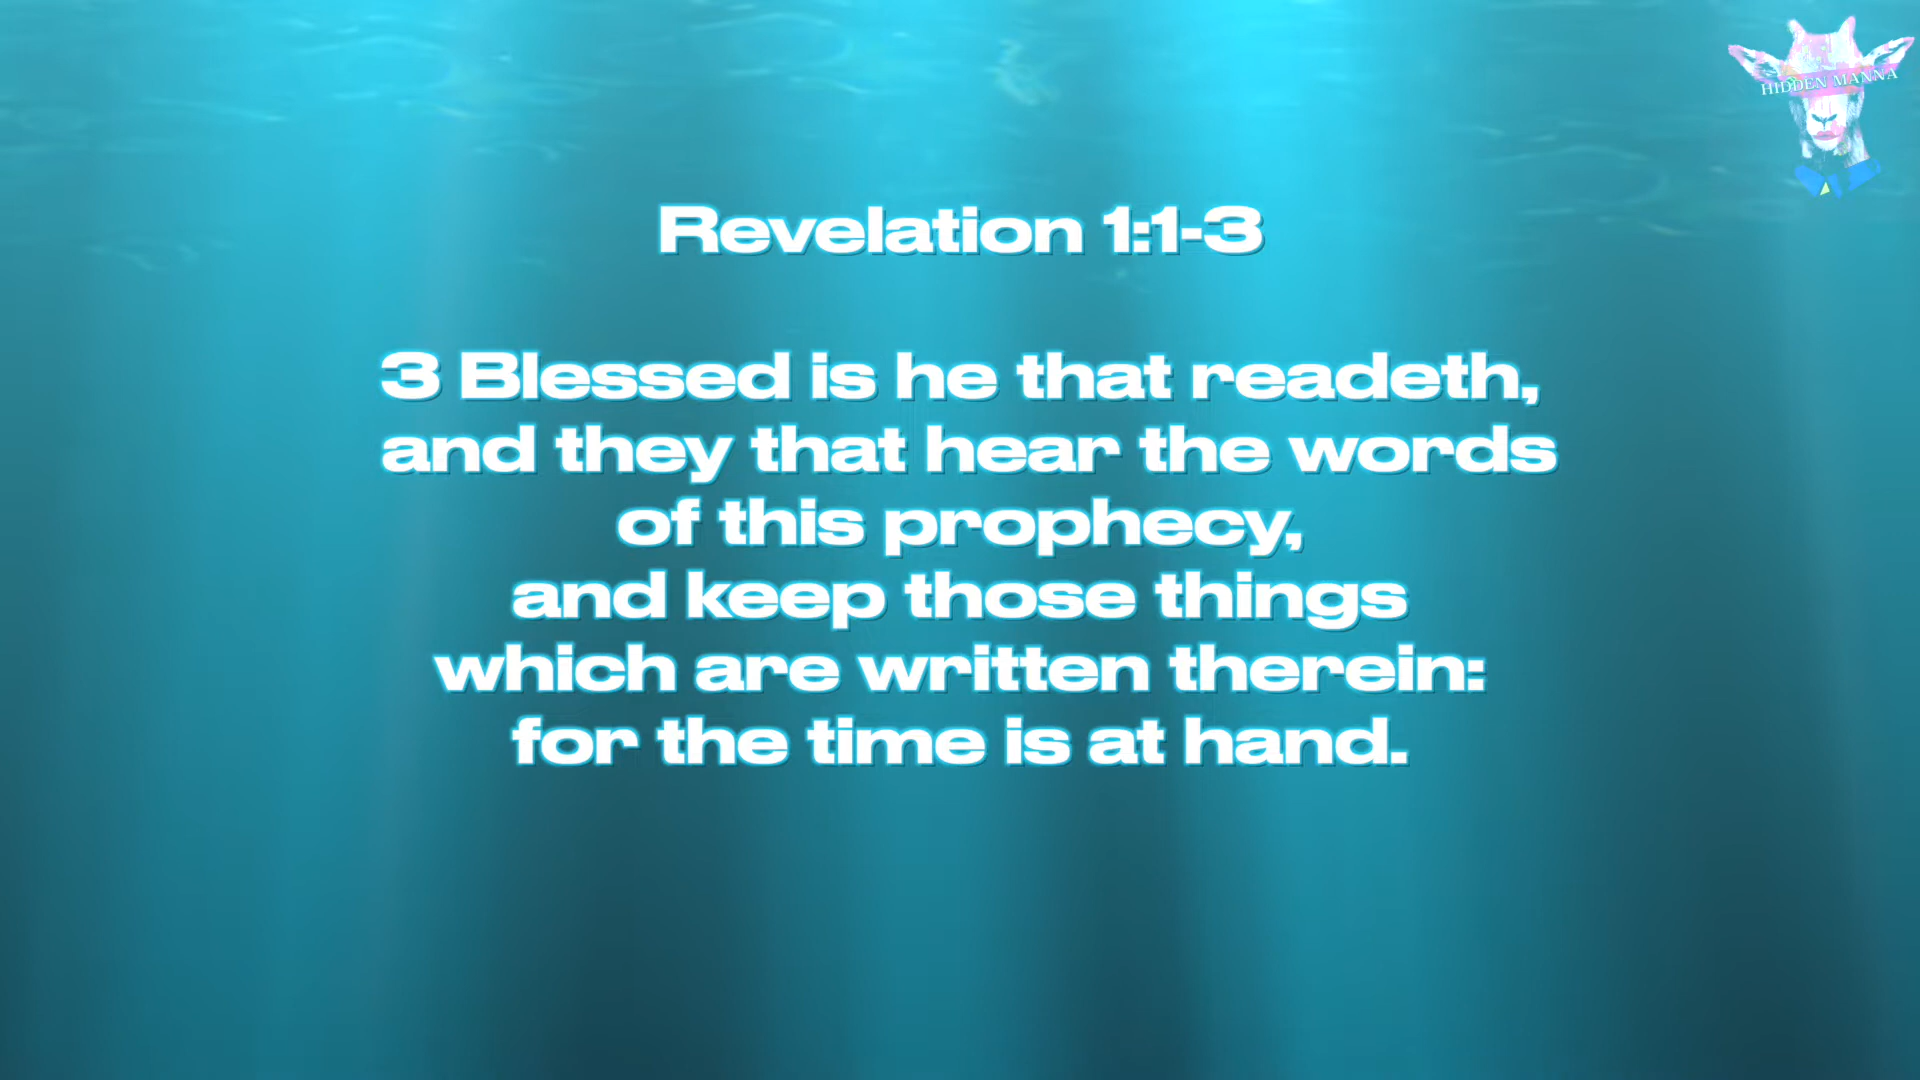 HIDDEN MANNA
Revelation 1:1-3
3 Blessed is he that readeth,
and they that hear the words
of this prophecy,
and keep those things
which are written therein:
for the time is at hand.